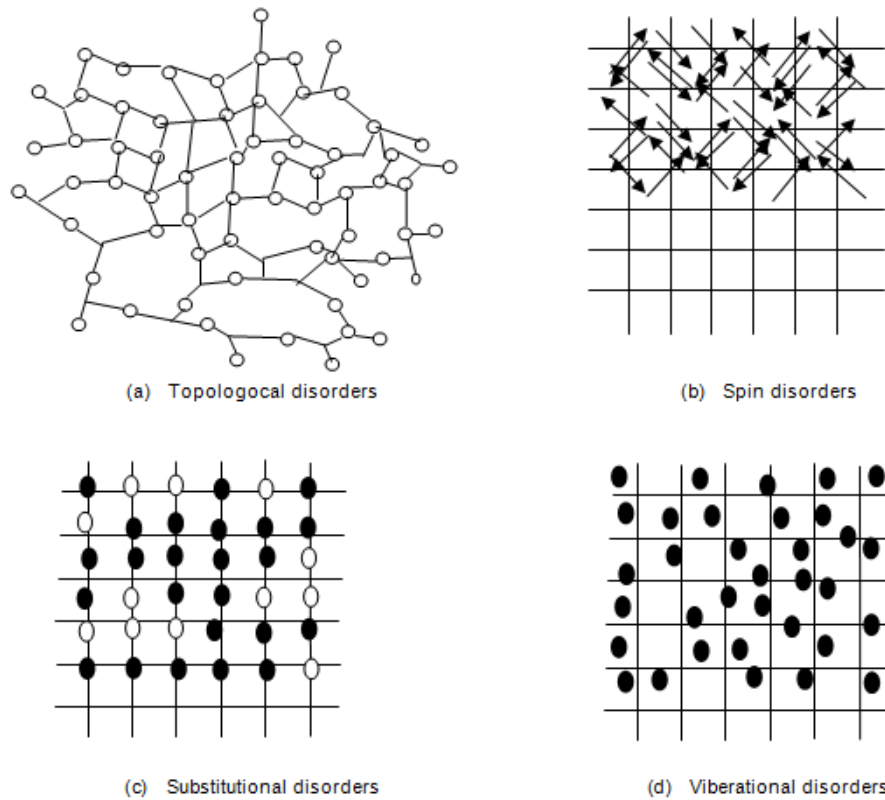 (a) Topologocal disorders
(b) Spin disorders
(c) Substitutional disorders
(d) Viberational disorders